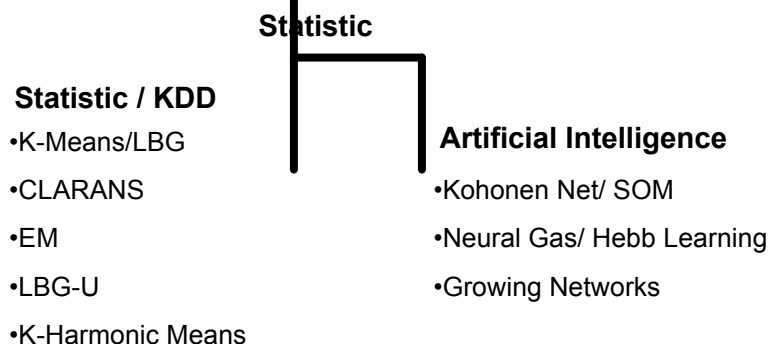 Statistic
Statistic / KDD
•K-Means/LBG
•CLARANS
•EM
•LBG-U
•K-Harmonic Means
Artificial Intelligence
•Kohonen Net/ SOM
•Neural Gas/ Hebb Learning
•Growing Networks